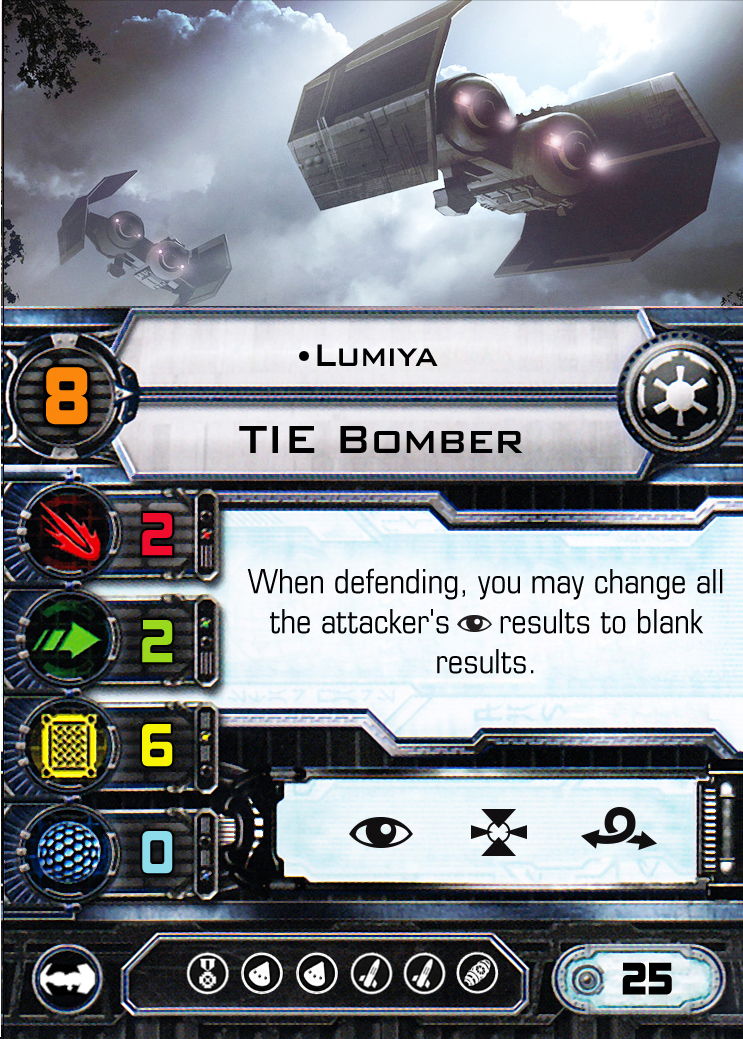 •Lumiya
8
TIE Bomber
2
When defending, you may change all
the attacker's results to blank
results.
2
6
0
25